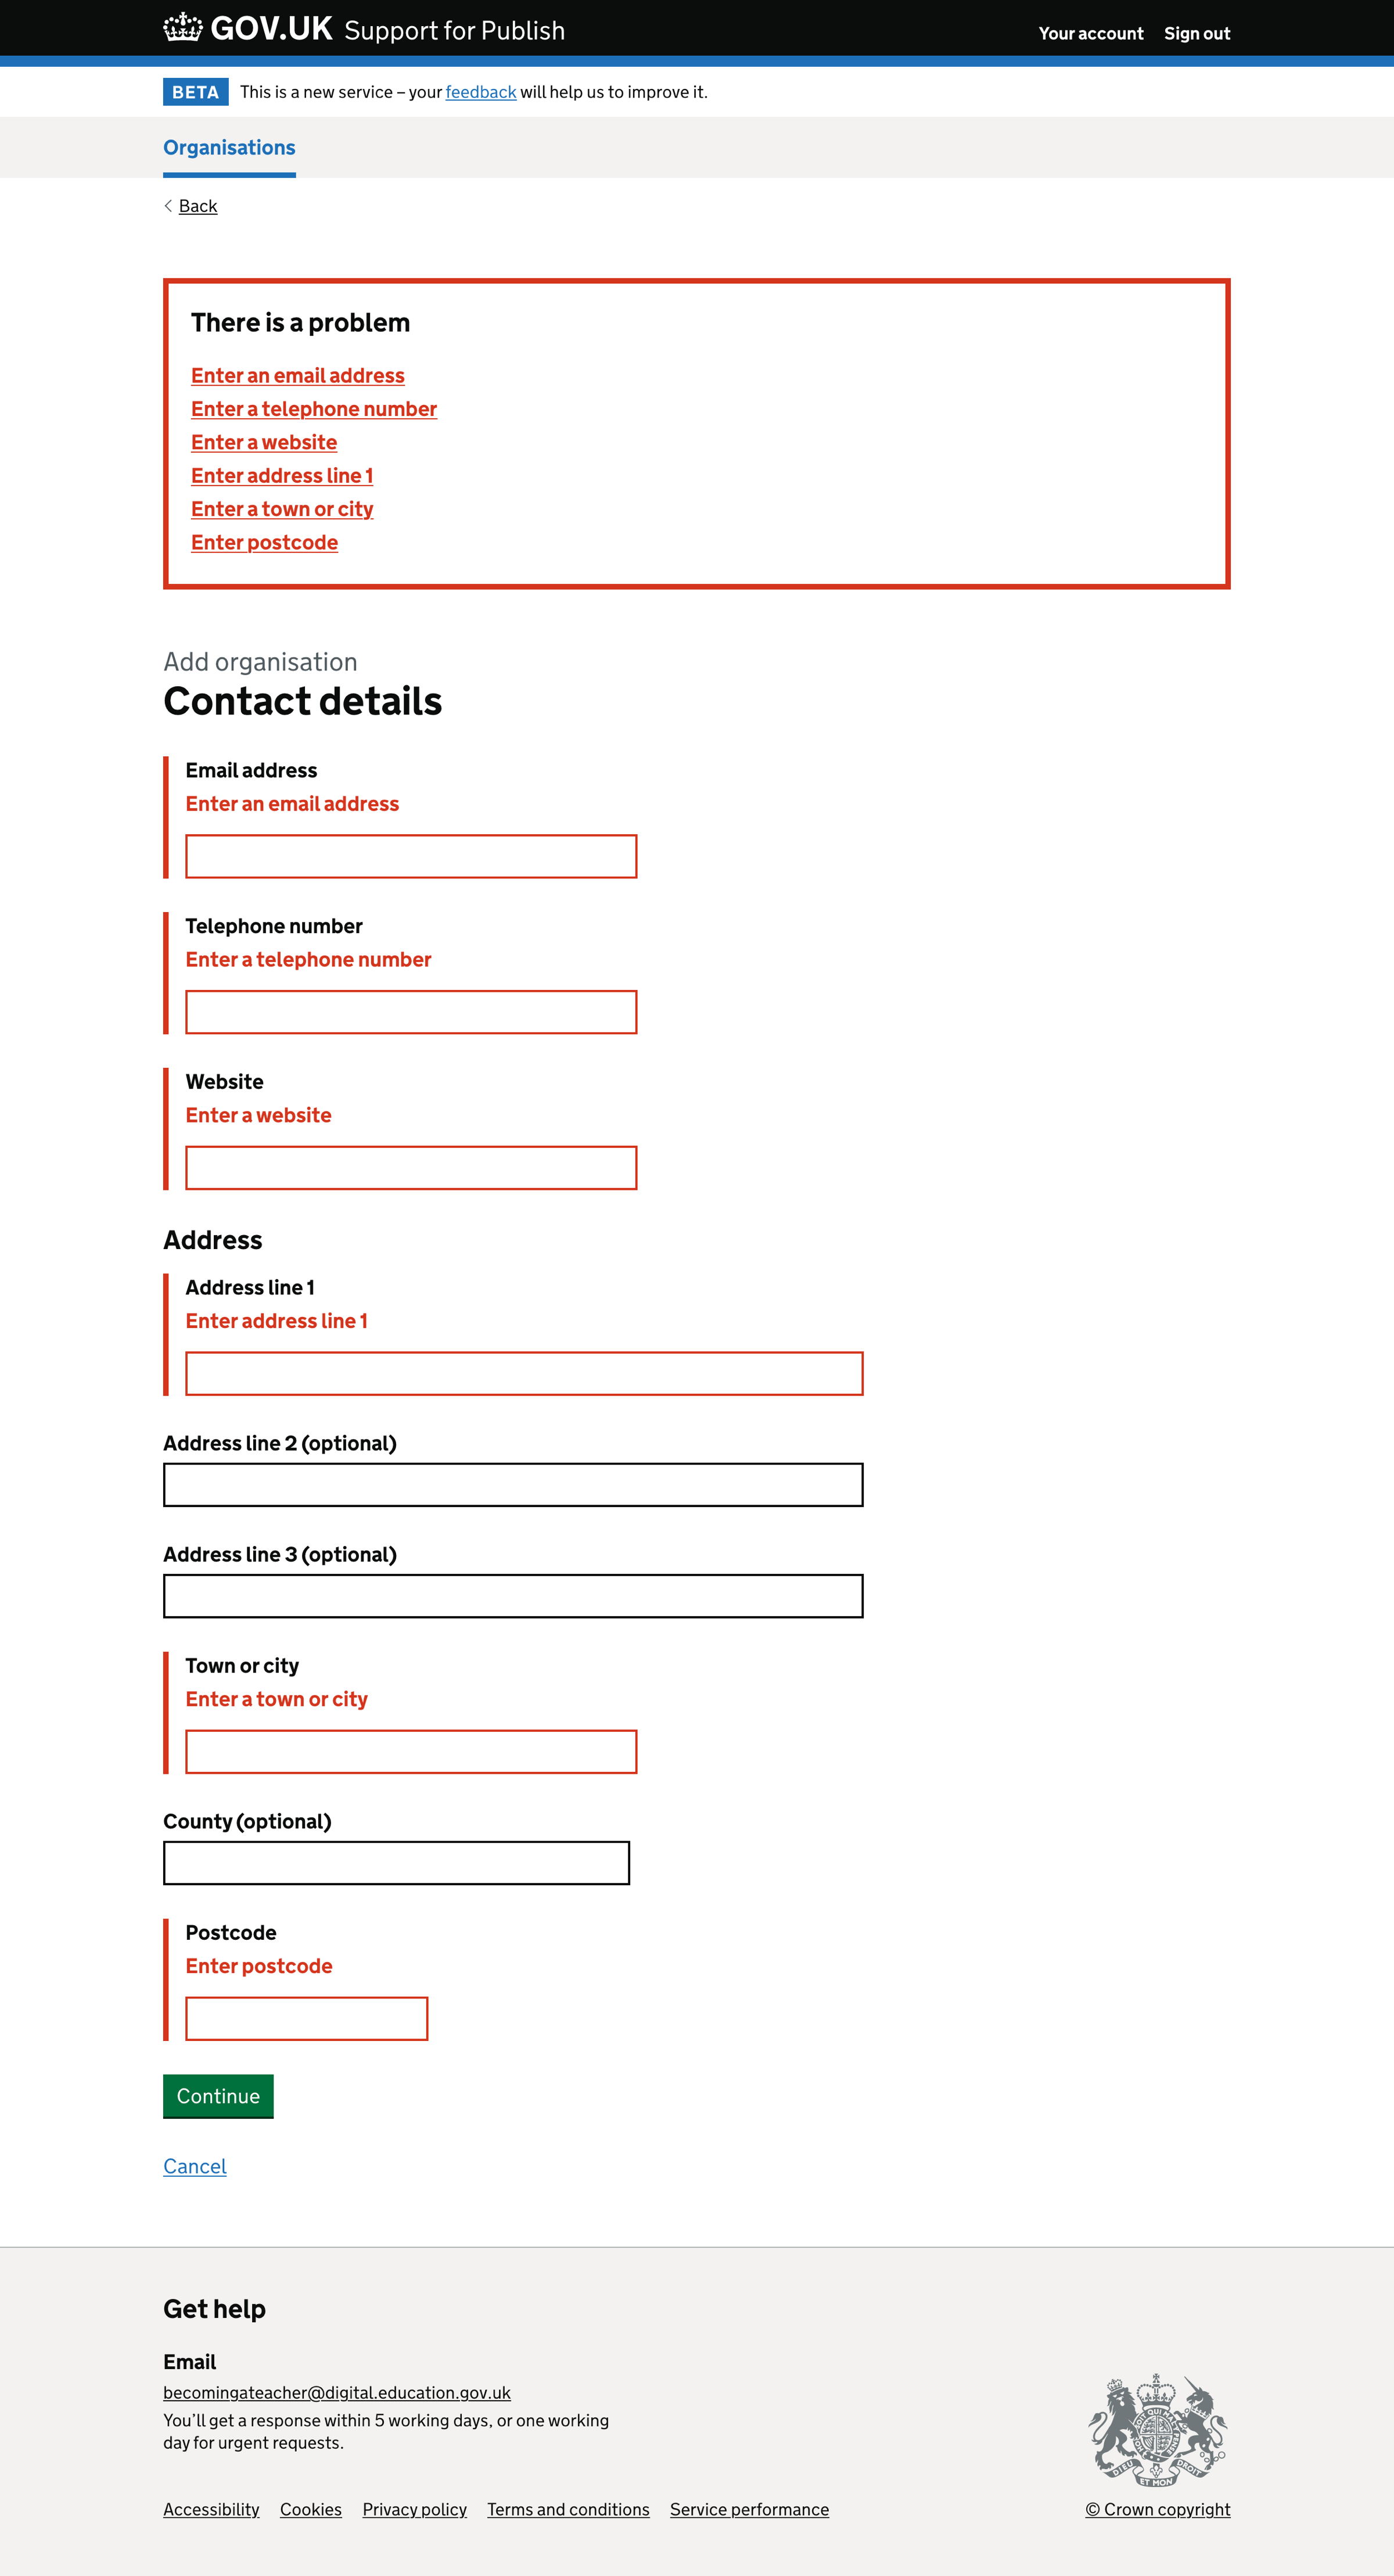 GOV.UK Support for Publish
Your account Sign out
BETA This is a new service – your feedback will help us to improve it.
Organisations
Back
There is a problem
Enter an email address
Enter a telephone number
Enter a website
Enter address line 1
Enter a town or city
Enter postcode
Add organisation
Contact details
Email address
Enter an email address
Telephone number
Enter a telephone number
Website
Enter a website
Address
Address line 1
Enter address line 1
Address line 2 (optional)
Address line 3 (optional)
Town or city
Enter a town or city
County (optional)
Postcode
Enter postcode
Continue
Cancel
Get help
Email
becomingateacher@digital.education.gov.uk
You’ll get a response within 5 working days, or one working
day for urgent requests.
DIEU ET MON DROIT
Accessibility Cookies Privacy policy Terms and conditions Service performance
© Crown copyright